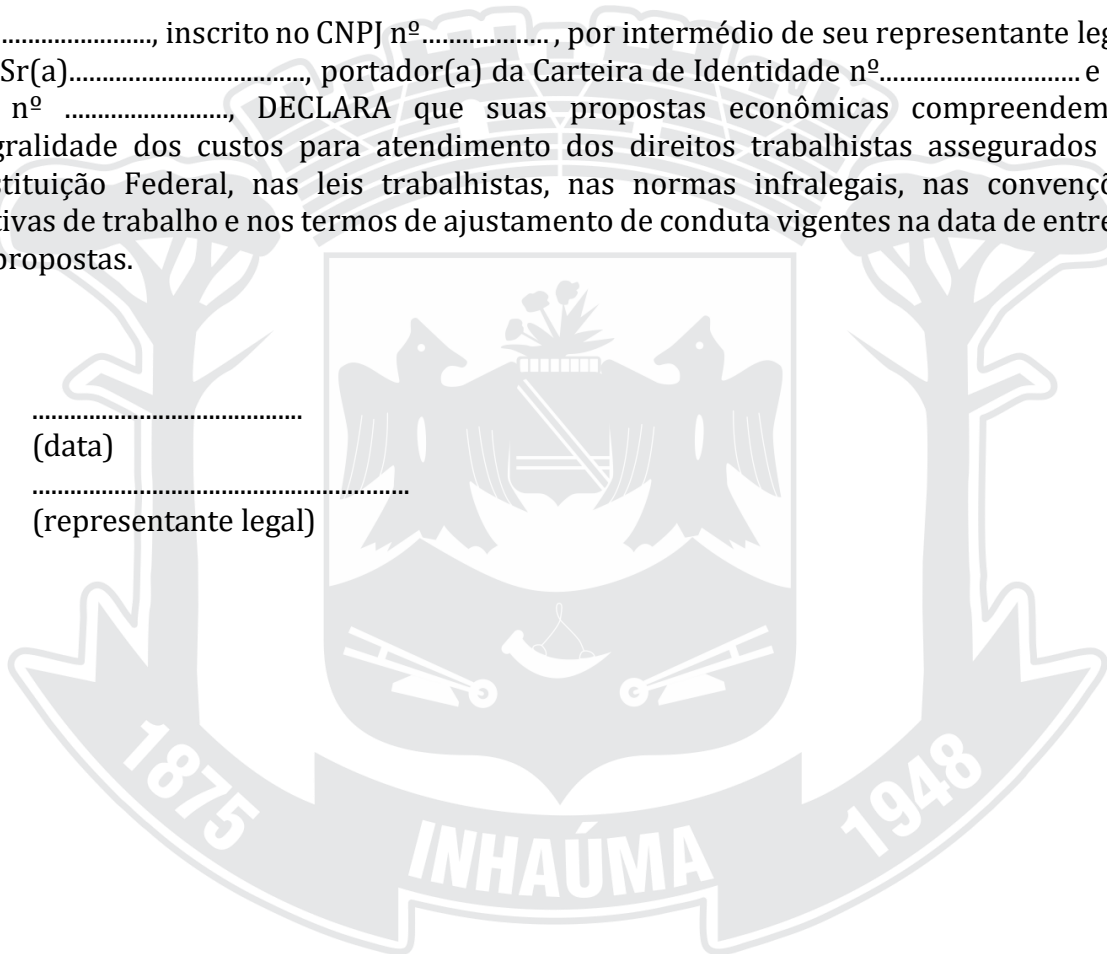 ........................, inscrito no CNPJ nº................... , por intermédio de seu representante leg
Sr(a)..................................., portador(a) da Carteira de Identidade nº.............................. e
nº ........................., DECLARA que suas propostas econômicas compreendem
gralidade dos custos para atendimento dos direitos trabalhistas assegurados
stituição Federal, nas leis trabalhistas, nas normas infralegais, nas convençõ
tivas de trabalho e nos termos de ajustamento de conduta vigentes na data de entre
propostas.
...........................................
(data)
............................................................
(representante legal)
1875
INHAÚMA
1948